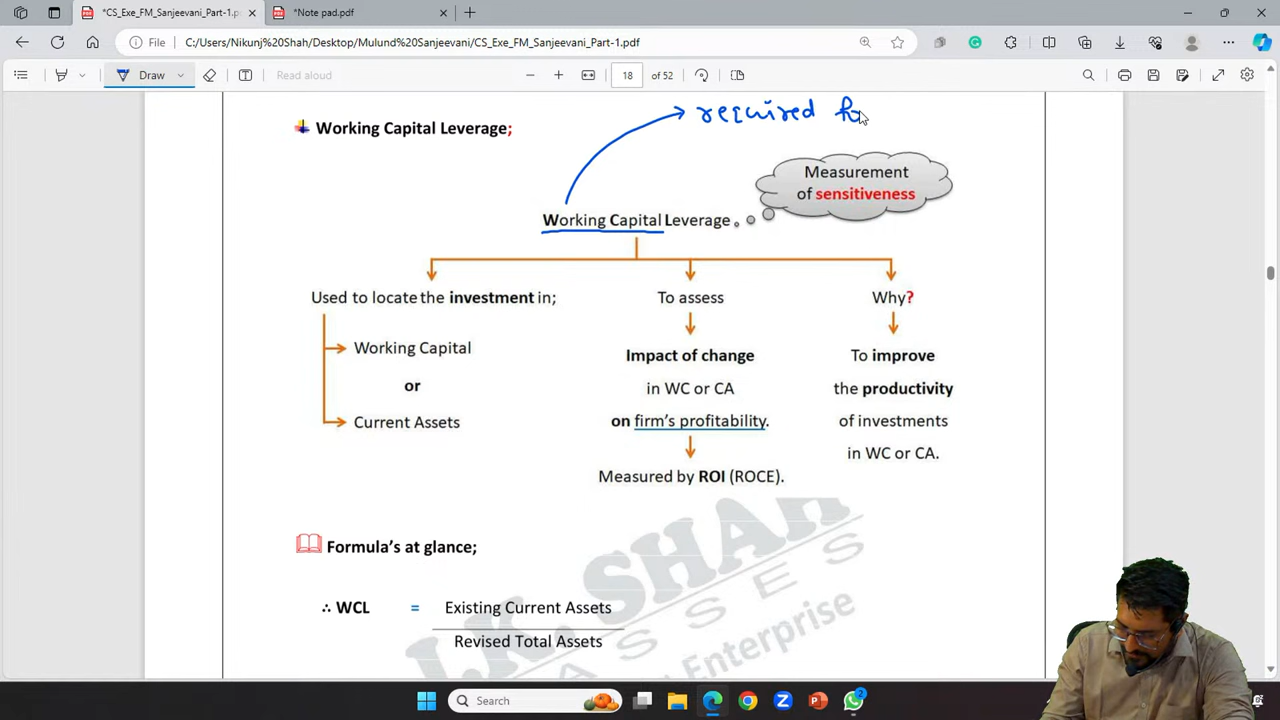 *CS_Exe_FM_Sanjeevani_Part-1.p
*Note pad.pdf
File
C:/Users/Nikunj%20Shah/Desktop/Mulund%20Sanjeevani/CS_Exe_FM_Sanjeevani_Part-1.pdf
Draw
Read aloud
18 of 52
required
Working Capital Leverage;
Measurement
of sensitiveness
Working Capital Leverage
Used to locate the investment in;
To assess
Why?
Working Capital
or
Current Assets
Impact of change
in WC or CA
on firm's profitability.
Measured by ROI (ROCE).
To improve
the productivity
of investments
in WC or CA.
Formula's at glance;
∴ WCL = Existing Current Assets
Revised Total Assets
J.K. SHAH
CLASSES
Enterprise
Search
2